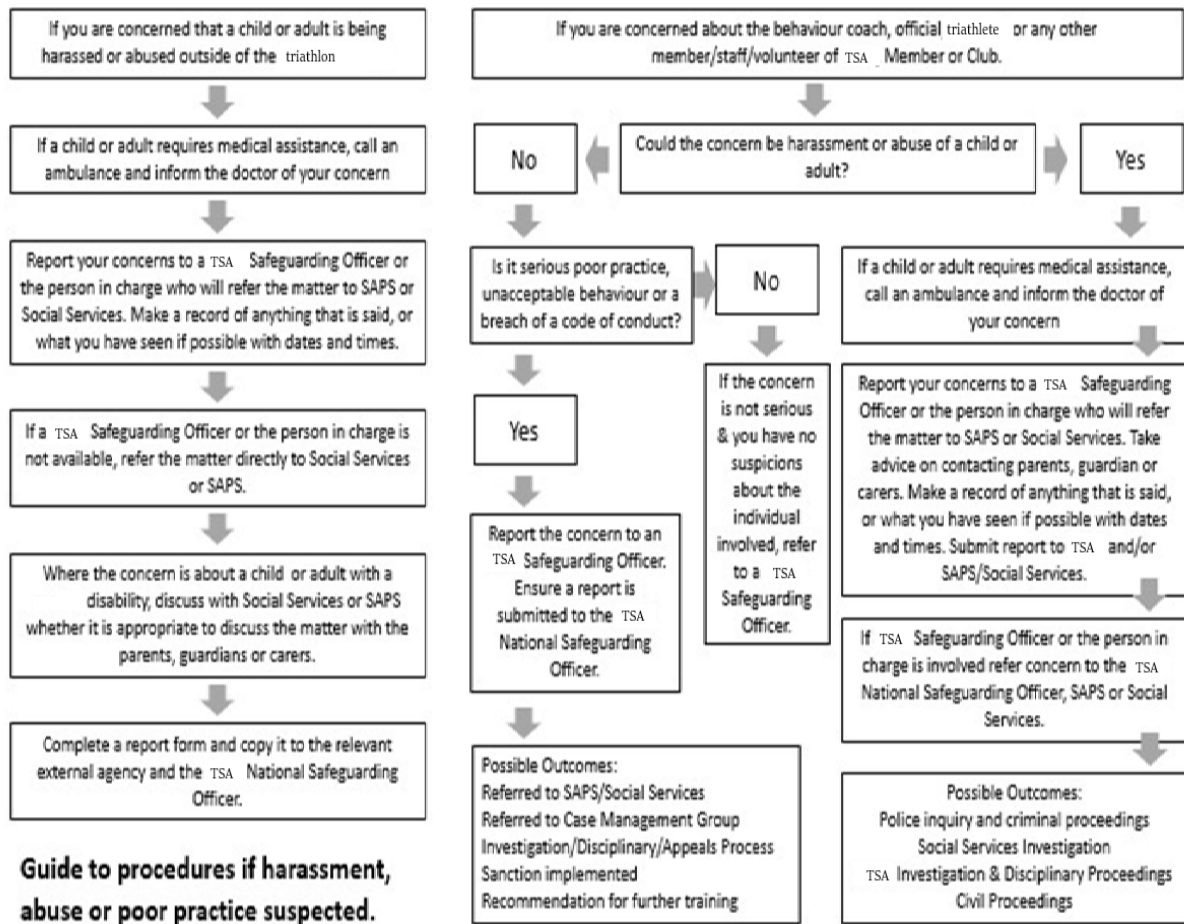 If you are concerned that a child or adult is being
harassed or abused outside of the triathlon
If a child or adult requires medical assistance, call an
ambulance and inform the doctor of your concern
Report your concerns to a TSA Safeguarding Officer or
the person in charge who will refer the matter to SAPS or
Social Services. Make a record of anything that is said, or
what you have seen if possible with dates and times.
If a TSA Safeguarding Officer or the person in charge is
not available, refer the matter directly to Social Services
or SAPS.
Where the concern is about a child or adult with a
disability, discuss with Social Services or SAPS
whether it is appropriate to discuss the matter with the
parents, guardians or carers.
Complete a report form and copy it to the relevant
external agency and the TSA National Safeguarding
Officer.
Guide to procedures if harassment,
abuse or poor practice suspected.
If you are concerned about the behaviour coach, official triathlete or any other
member/staff/volunteer of TSA Member or Club.
Could the concern be harassment or abuse of a child or
adult?
No
Is it serious poor practice,
unacceptable behaviour or a
breach of a code of conduct?
Yes
Report the concern to an
TSA Safeguarding Officer.
Ensure a report is
submitted to the TSA
National Safeguarding
Officer.
Possible Outcomes:
Referred to SAPS/Social Services
Referred to Case Management Group
Investigation/Disciplinary/Appeals Process
Sanction implemented
Recommendation for further training
No
If the concern
is not serious
& you have no
suspicions
about the
individual
involved, refer
to a TSA
Safeguarding
Officer.
Yes
If a child or adult requires medical assistance,
call an ambulance and inform the doctor of
your concern
Report your concerns to a TSA Safeguarding
Officer or the person in charge who will refer
the matter to SAPS or Social Services. Take
advice on contacting parents, guardian or
carers. Make a record of anything that is said,
or what you have seen if possible with dates
and times. Submit report to TSA and/or
SAPS/Social Services.
If TSA Safeguarding Officer or the person in
charge is involved refer concern to the TSA
National Safeguarding Officer, SAPS or Social
Services.
Possible Outcomes:
Police inquiry and criminal proceedings
Social Services Investigation
TSA Investigation & Disciplinary Proceedings
Civil Proceedings